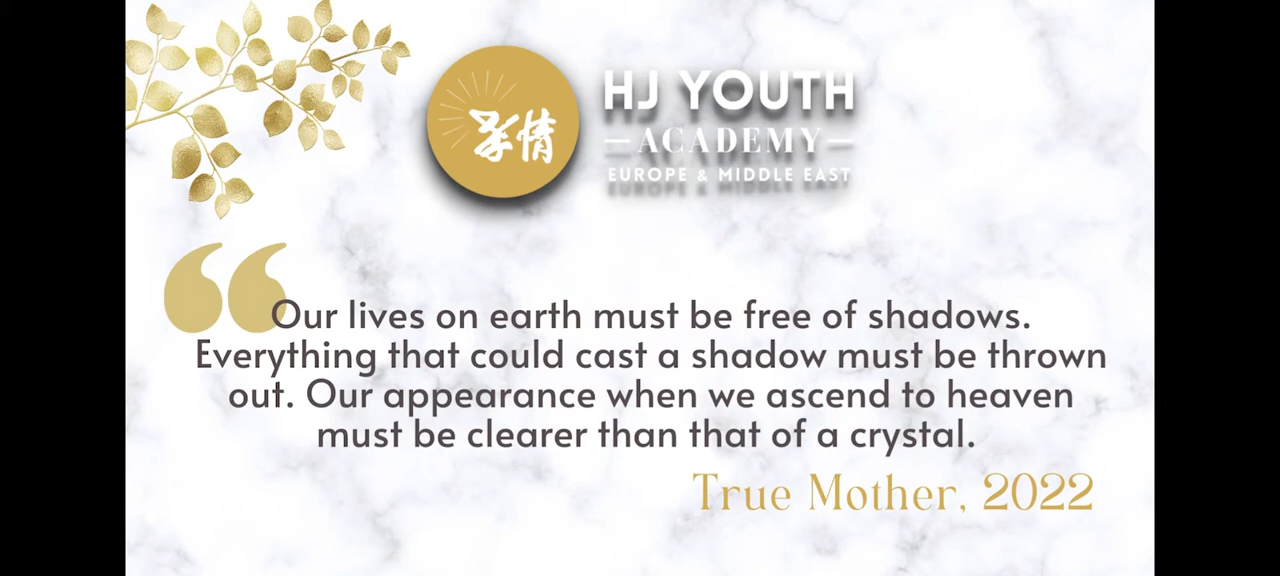 孝情
HJ YOUTH
— ACADEMY —
EUROPE & MIDDLE EAST
“Our lives on earth must be free of shadows.
Everything that could cast a shadow must be thrown
out. Our appearance when we ascend to heaven
must be clearer than that of a crystal.
True Mother, 2022